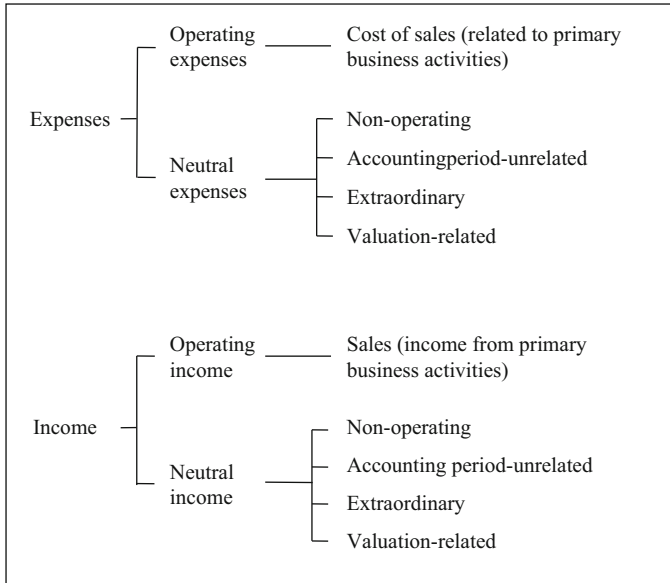 Operating
expenses
Cost of sales (related to primary
business activities)
Expenses
Neutral
expenses
Non-operating
Accountingperiod-unrelated
Extraordinary
Valuation-related
Operating
income
Sales (income from primary
business activities)
Income
Neutral
income
Non-operating
Accounting period-unrelated
Extraordinary
Valuation-related